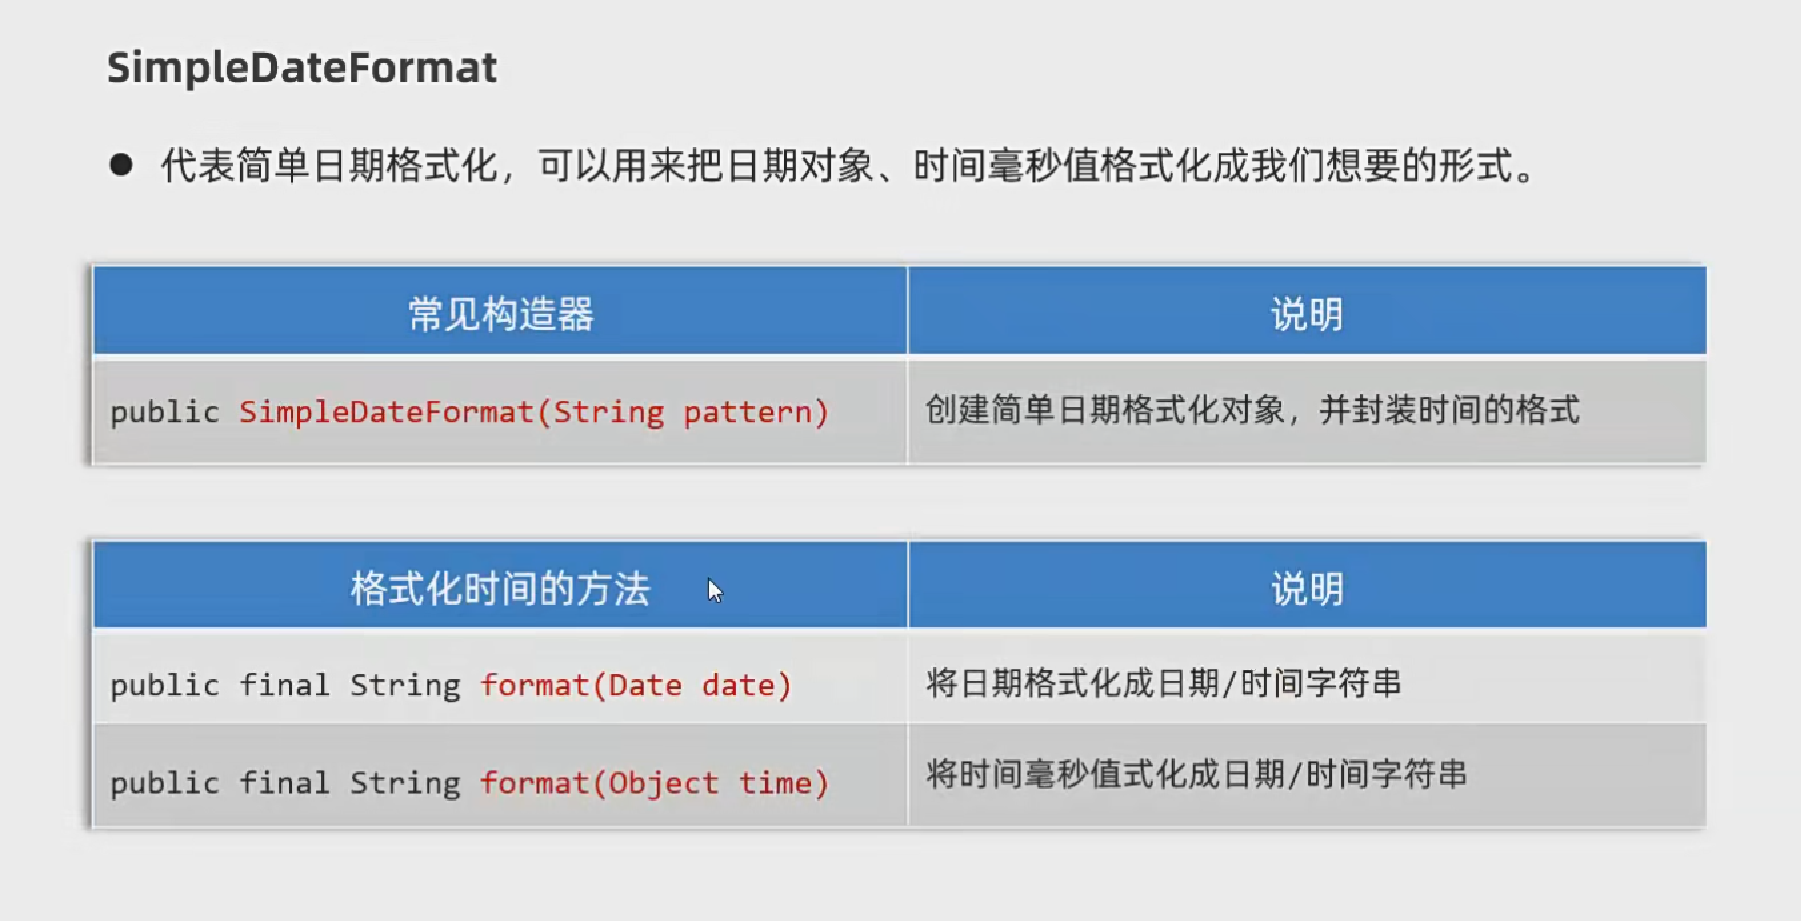 SimpleDateFormat
● 代表简单日期格式化，可以用来把日期对象、时间毫秒值格式化成我们想要的形式。
常见构造器 说明
public SimpleDateFormat(String pattern) 创建简单日期格式化对象，并封装时间的格式
格式化时间的方法 说明
public final String format(Date date) 将日期格式化成日期/时间字符串
public final String format(Object time) 将时间毫秒值式化成日期/时间字符串